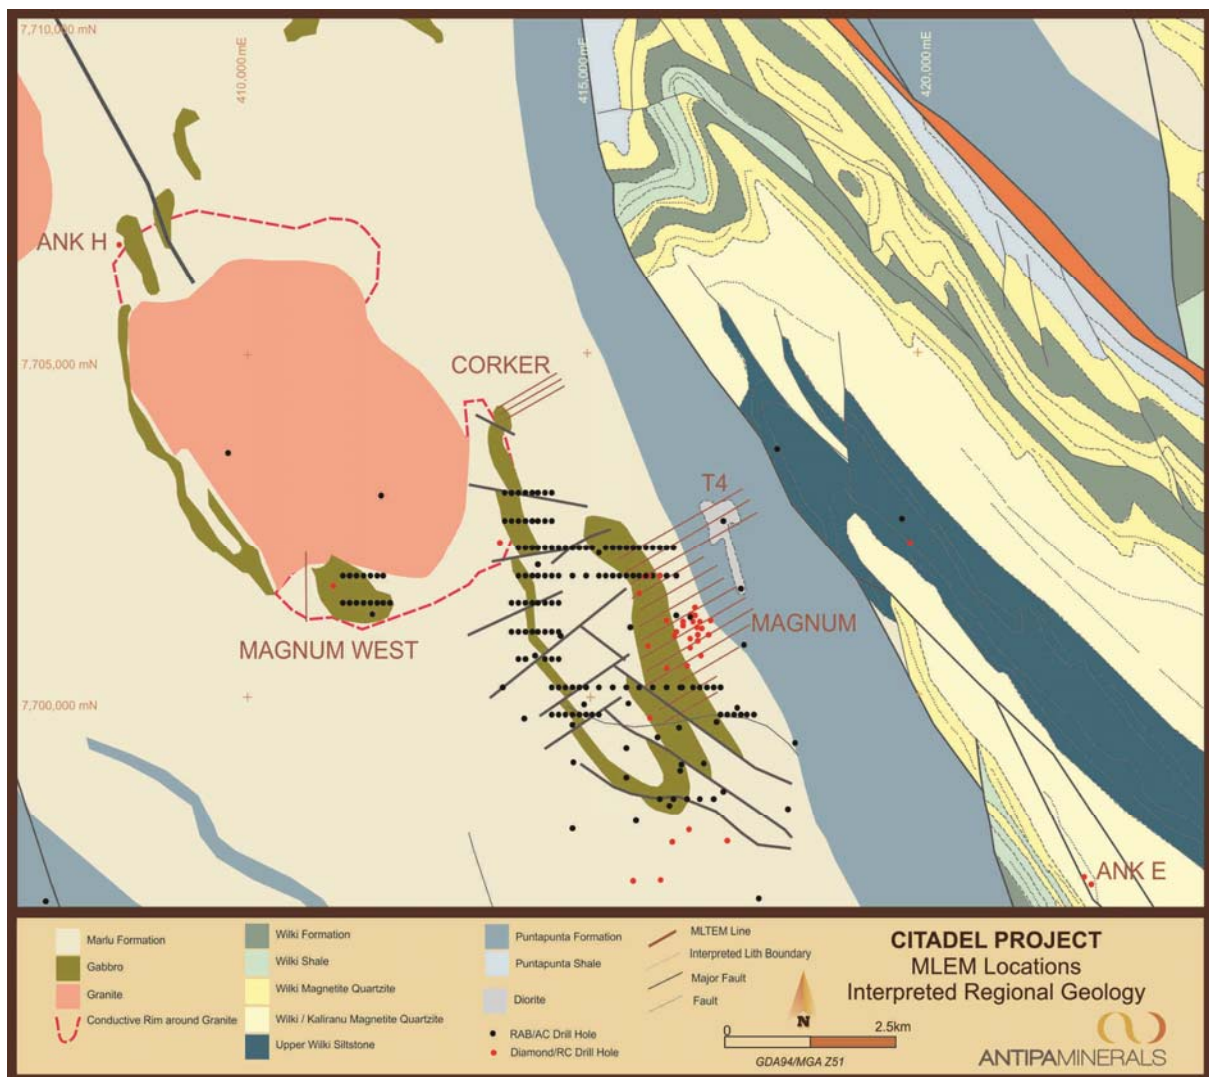 7,710,000 mN
410,000mE
415,000mE
420,000mE
ANK H
7,705,000 mN
CORKER
T4
MAGNUM
MAGNUM WEST
7,700,000 mN
ANK E
Marlu Formation
Gabbro
Granite
Conductive Rim around Granite
Wilki Formation
Wilki Shale
Wilki Magnetite Quartzite
Wilki / Kaliranu Magnetite Quartzite
Upper Wilki Siltstone
Puntapunta Formation
Puntapunta Shale
Diorite
RAB/AC Drill Hole
Diamond/RC Drill Hole
MLTEM Line
Interpreted Lith Boundary
Major Fault
Fault
N
0 2.5km
GDA94/MGA Z51
CITADEL PROJECT
MLEM Locations
Interpreted Regional Geology
ANTIPAMINERALS